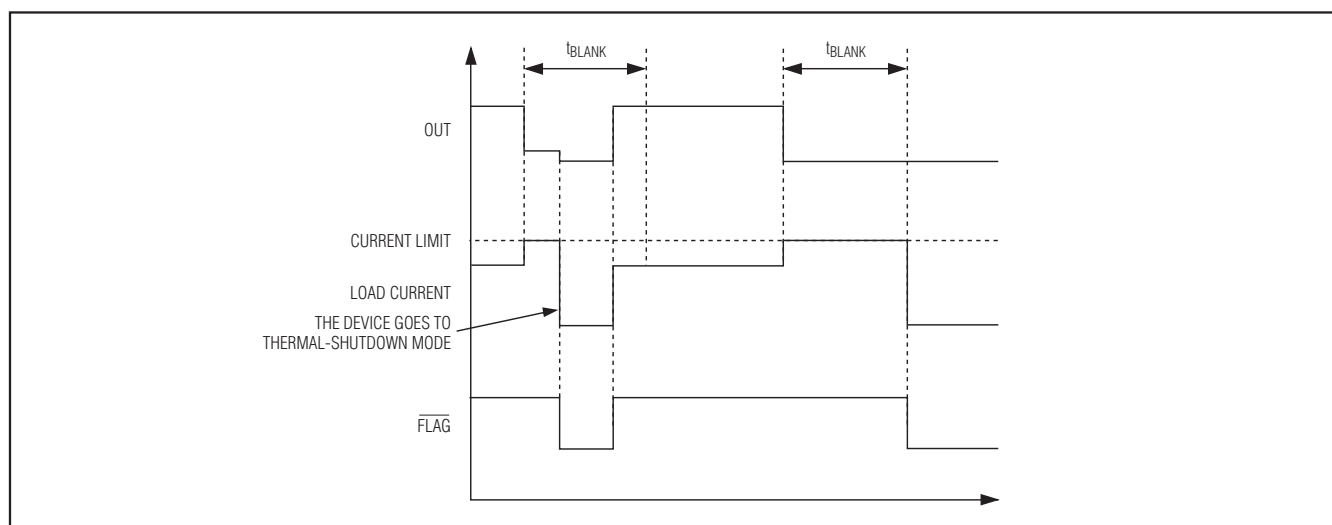 tBLANK
tBLANK
OUT
CURRENT LIMIT
LOAD CURRENT
THE DEVICE GOES TO
THERMAL-SHUTDOWN MODE
FLAG